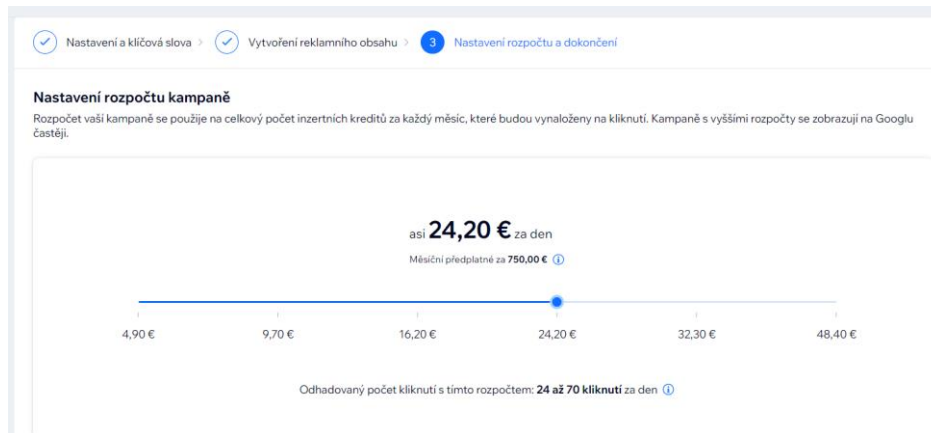 Nastavení a klíčová slova > Vytvoření reklamního obsahu > 3 Nastavení rozpočtu a dokončení
Nastavení rozpočtu kampaně
Rozpočet vaší kampaně se použije na celkový počet inzertních kreditů za každý měsíc, které budou vynaloženy na kliknutí. Kampaně s vyššími rozpočty se zobrazují na Googlu
častěji.
asi 24,20 € za den
Měsíční předplatné za 750,00 €
4,90 € 9,70 € 16,20 € 24,20 € 32,30 € 48,40 €
Odhadovaný počet kliknutí s tímto rozpočtem: 24 až 70 kliknutí za den